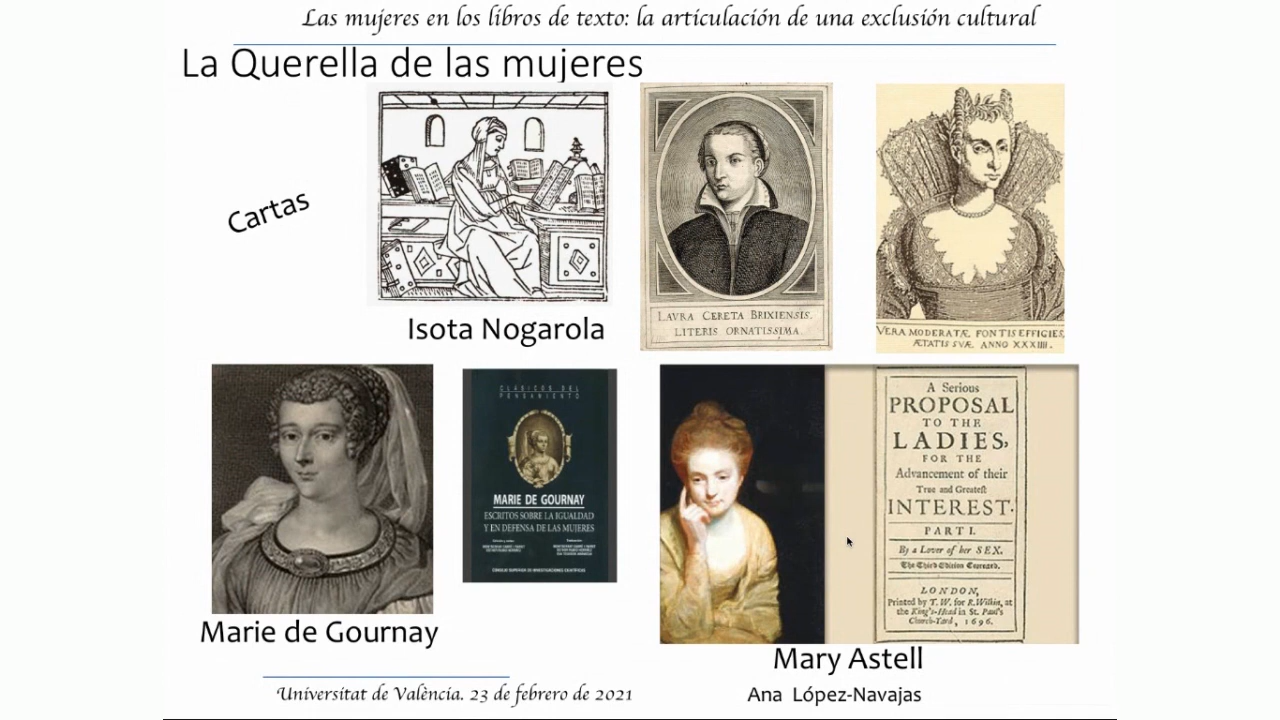 Las mujeres en los libros de texto: la articulación de una exclusión cultural
La Querella de las mujeres
Cartas
Isota Nogarola
LAVRA CERETA BRIXIENSIS.
LITERIS ORNATISSIMA.
VERA MODERATÆ FONTIS EFFIGIES,
ÆTATIS SVÆ ANNO XXXIIII.
Marie de Gournay
CLÁSICOS DEL
PENSAMIENTO
MARIE DE GOURNAY
ESCRITOS SOBRE LA IGUALDAD
Y EN DEFENSA DE LAS MUJERES
CONSEJO SUPERIOR DE INVESTIGACIONES CIENTÍFICAS
A Serious
PROPOSAL
TO THE
LADIES,
FOR THE
Advancement of their
True and Greatest
INTEREST.
PART I.
By a Lover of her SEX.
The Third Edition Corrected.
LONDON,
Printed by T. W. for R. Wilkin, at
the King's-Head in St. Paul's
Church-Yard, 1696.
Mary Astell
Universitat de València. 23 de febrero de 2021
Ana López-Navajas